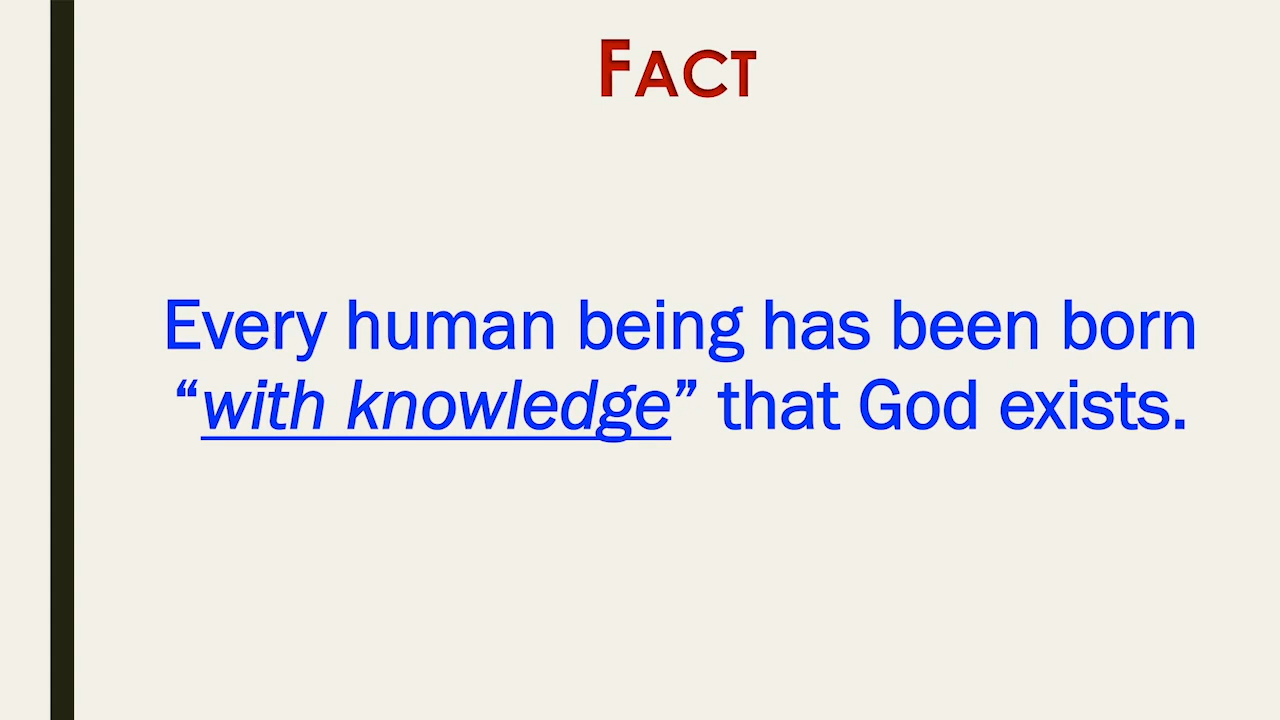 FACT
Every human being has been born
“with knowledge” that God exists.